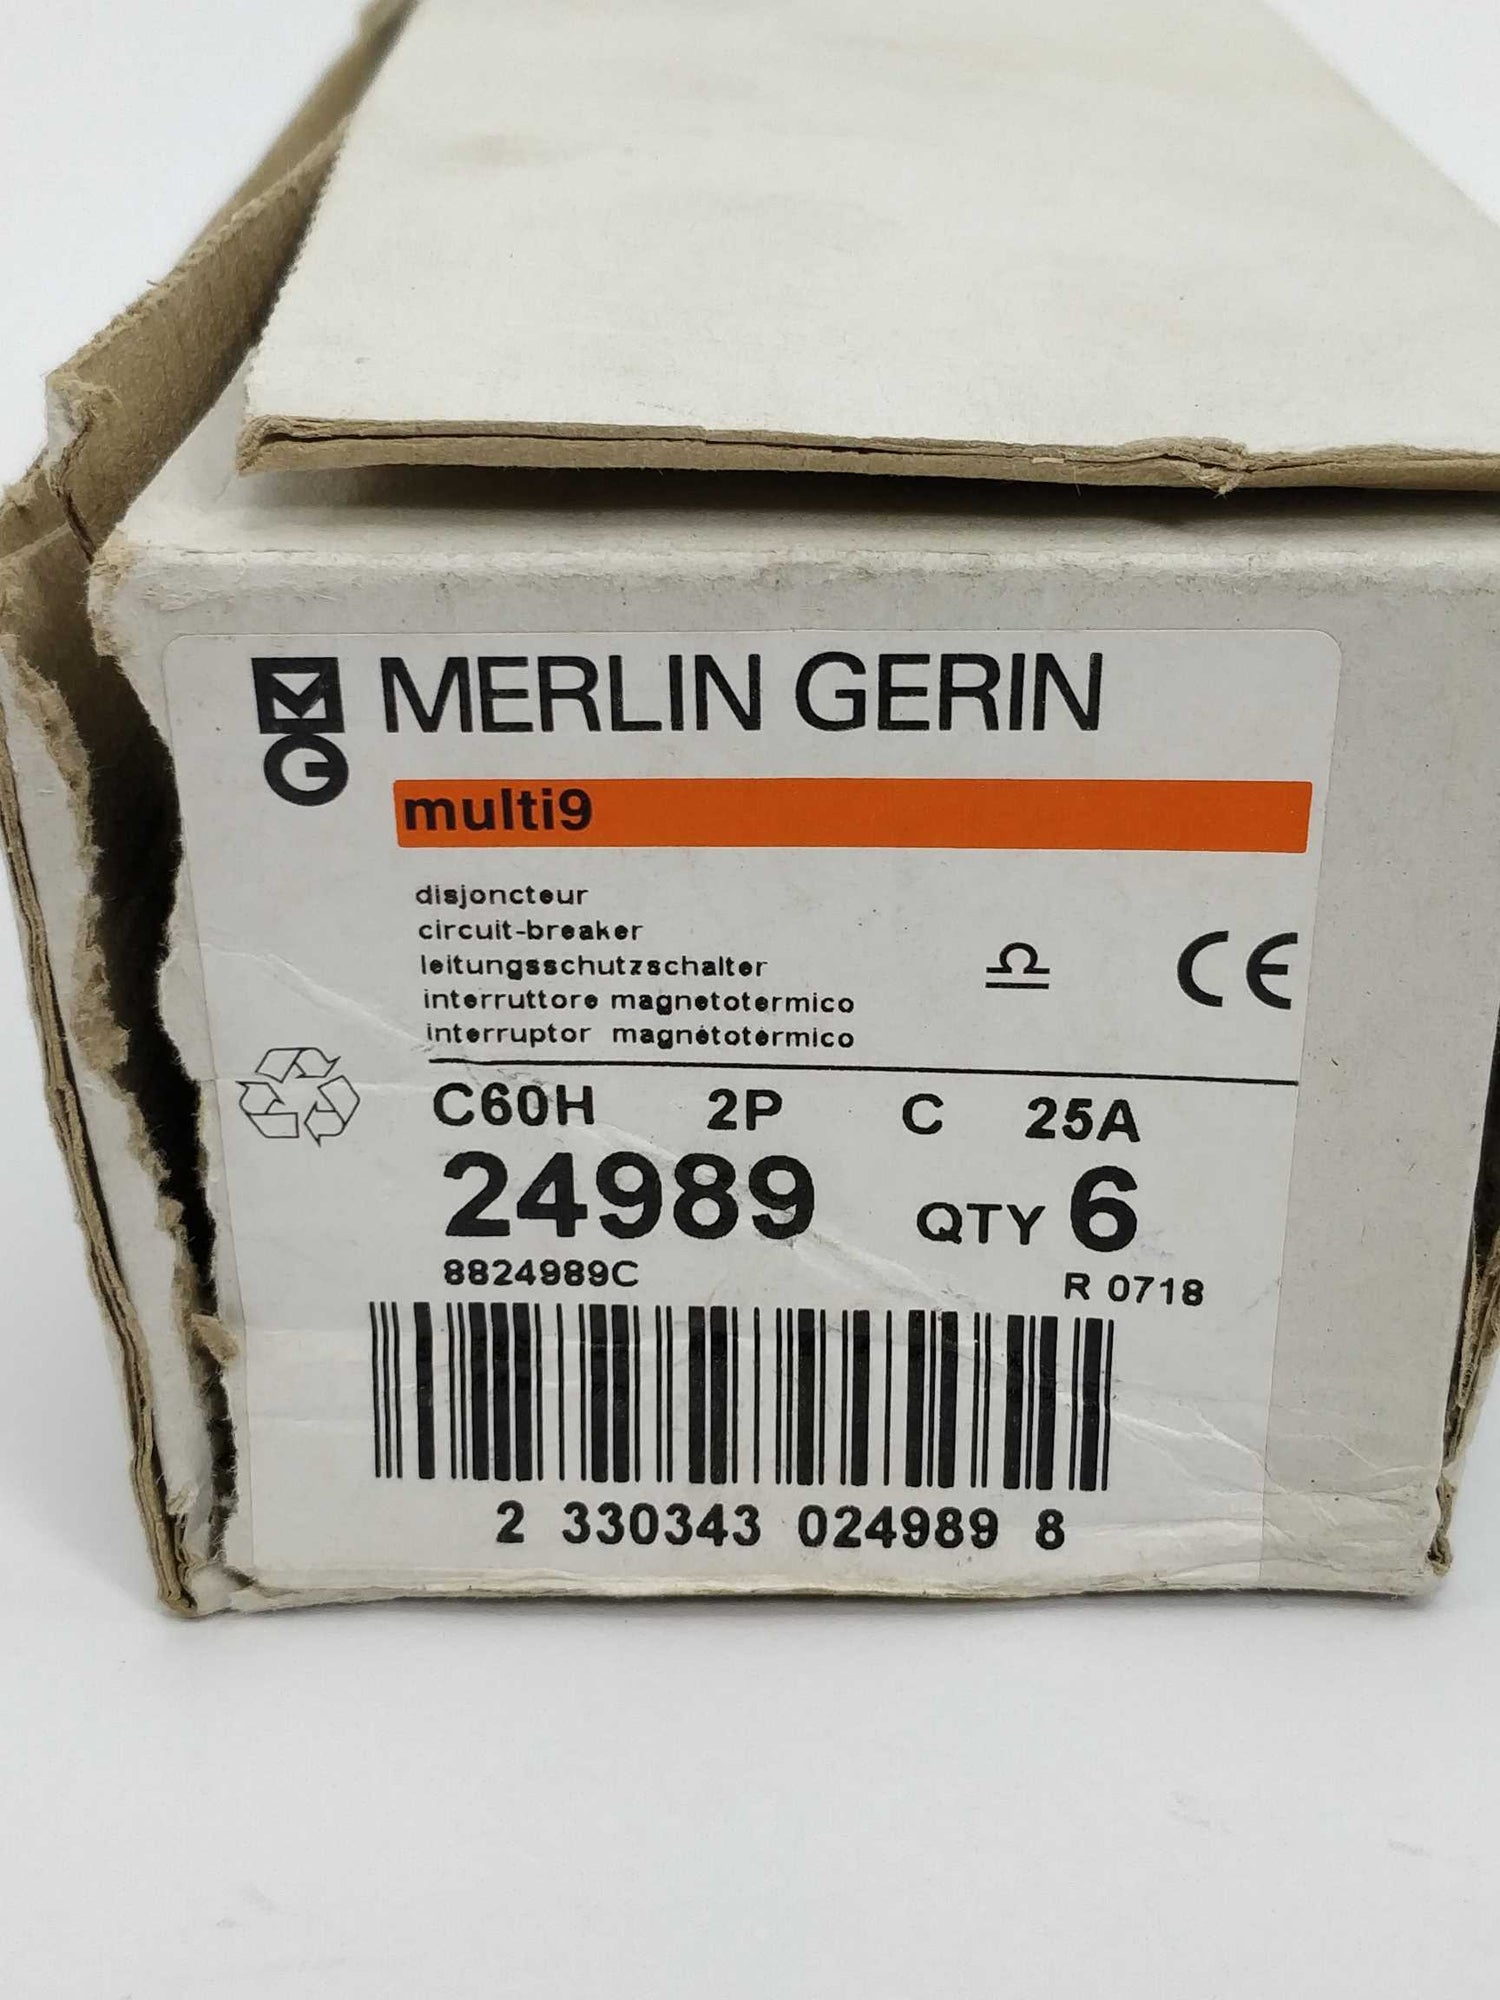 MERLIN GERIN
multi9
disjoncteur
circuit-breaker
leitungsschutzschalter
interruttore magnetotermico
interruptor magnétotérmico
CE
C60H 2P C 25A
24989 QTY 6
8824989C R 0718
2 330343 024989 8